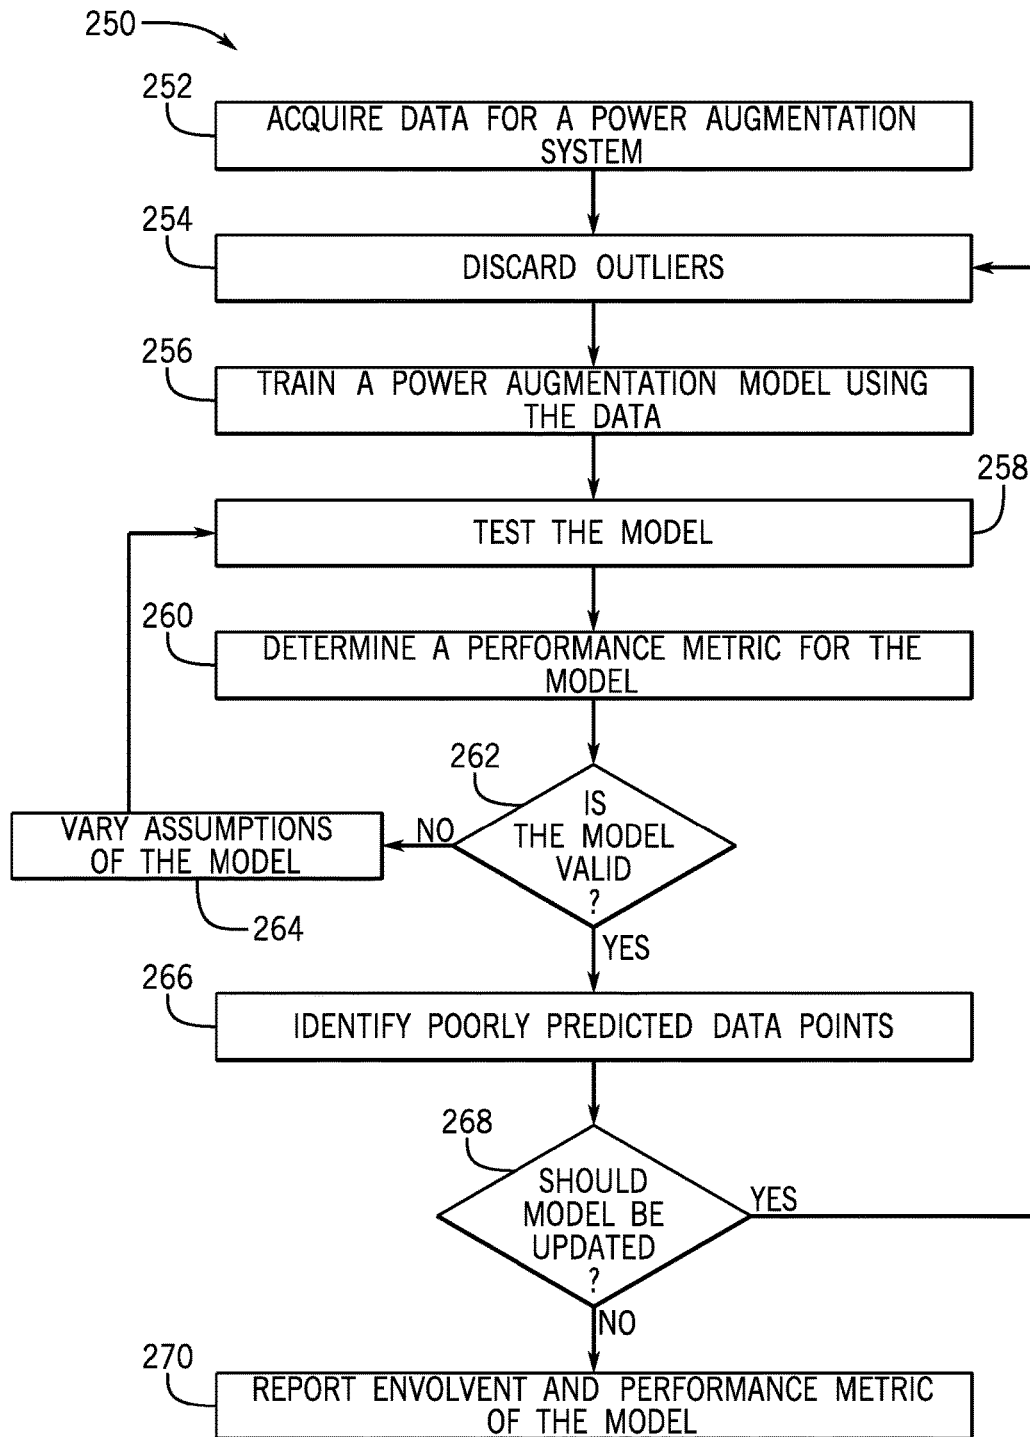 250
252
ACQUIRE DATA FOR A POWER AUGMENTATION
SYSTEM
254
DISCARD OUTLIERS
256
TRAIN A POWER AUGMENTATION MODEL USING
THE DATA
258
TEST THE MODEL
260
DETERMINE A PERFORMANCE METRIC FOR THE
MODEL
262
IS
THE MODEL
VALID
?
NO
VARY ASSUMPTIONS
OF THE MODEL
264
YES
266
IDENTIFY POORLY PREDICTED DATA POINTS
268
SHOULD
MODEL BE
UPDATED
?
YES
NO
270
REPORT ENVOLVENT AND PERFORMANCE METRIC
OF THE MODEL